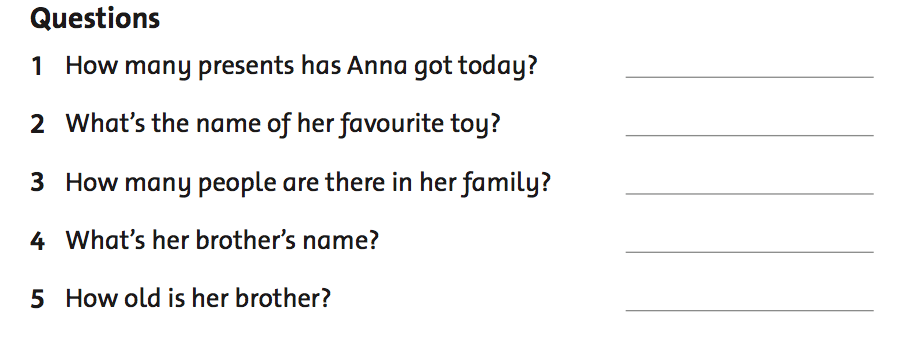 Questions
1 How many presents has Anna got today?
2 What's the name of her favourite toy?
3 How many people are there in her family?
4 What's her brother's name?
5 How old is her brother?